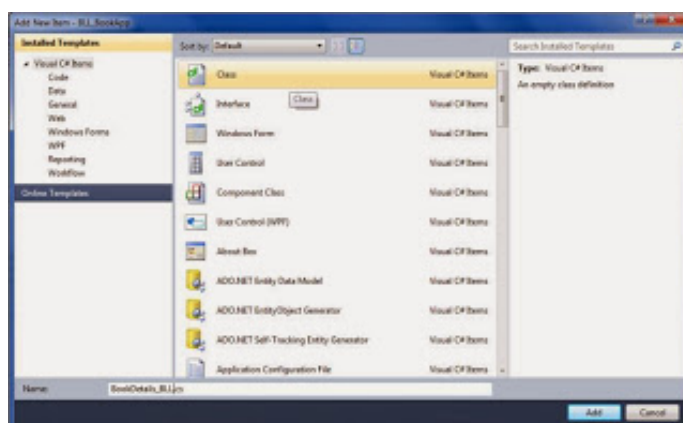 Add New Item - BLL_BookApp
Installed Templates
Sort by: Default
Search Installed Templates
Visual C# Items
Code
Data
General
Web
Windows Forms
WPF
Reporting
Workflow
Online Templates
Class Visual C# Items
Interface Visual C# Items
Class
Windows Form Visual C# Items
User Control Visual C# Items
Component Class Visual C# Items
User Control (WPF) Visual C# Items
About Box Visual C# Items
ADO.NET Entity Data Model Visual C# Items
ADO.NET EntityObject Generator Visual C# Items
ADO.NET Self-Tracking Entity Generator Visual C# Items
Application Configuration File Visual C# Items
Type: Visual C# Items
An empty class definition
Name: BookDetails_BLL.cs
Add Cancel